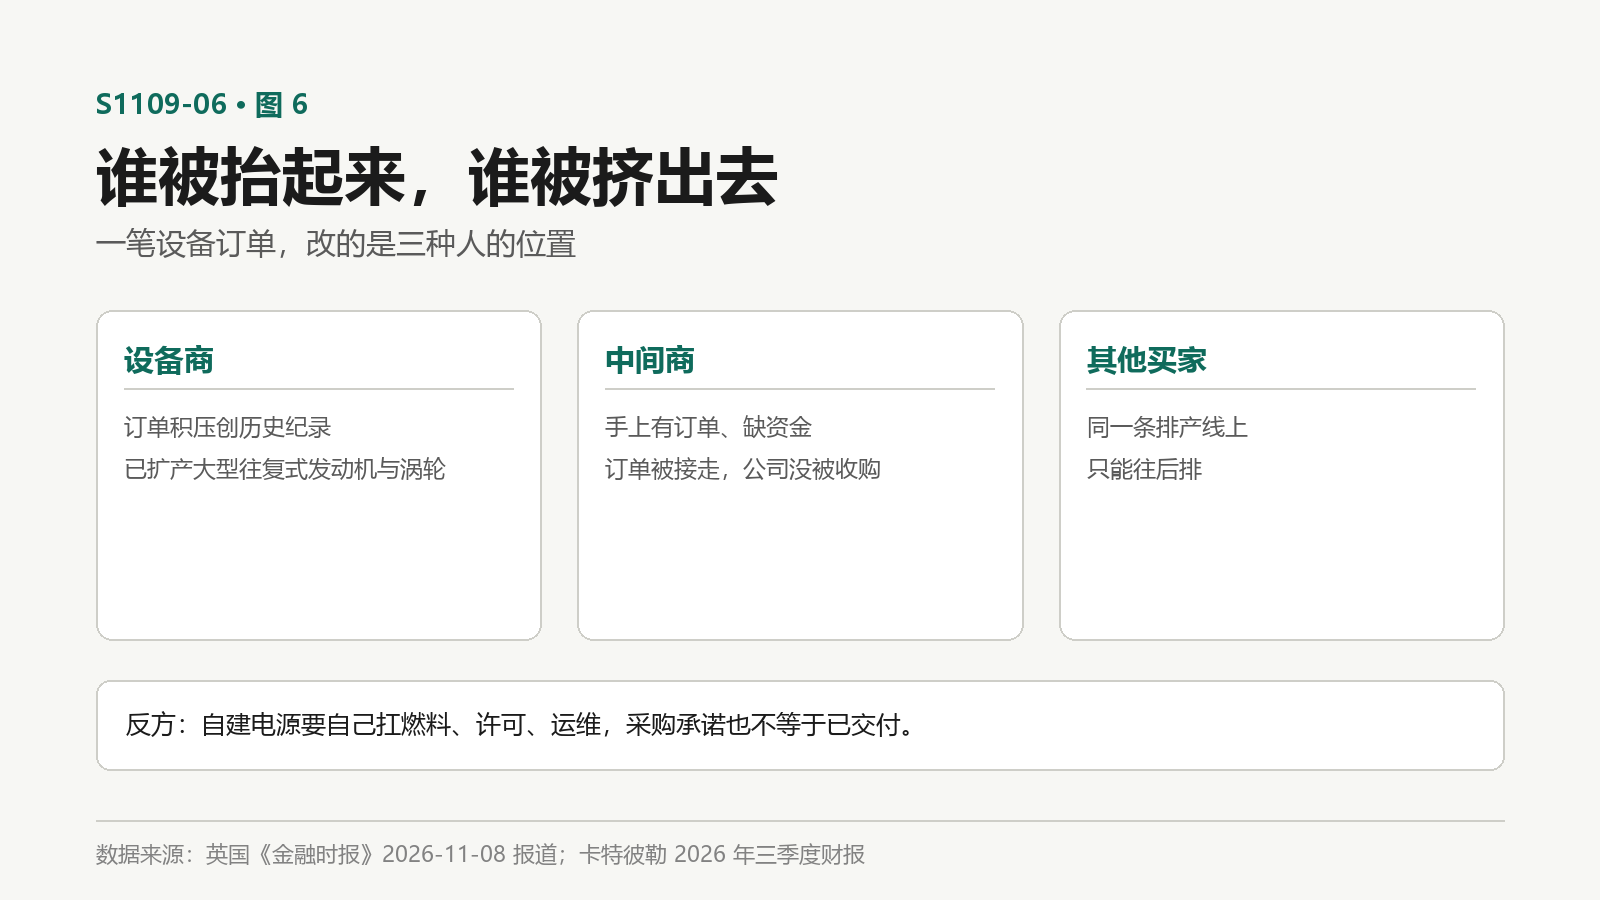 S1109-06 • 图 6
谁被抬起来，谁被挤出去
一笔设备订单，改的是三种人的位置
设备商
订单积压创历史纪录
已扩产大型往复式发动机与涡轮
中间商
手上有订单、缺资金
订单被接走，公司没被收购
其他买家
同一条排产线上
只能往后排
反方：自建电源要自己扛燃料、许可、运维，采购承诺也不等于已交付。
数据来源：英国《金融时报》2026-11-08 报道；卡特彼勒 2026 年三季度财报